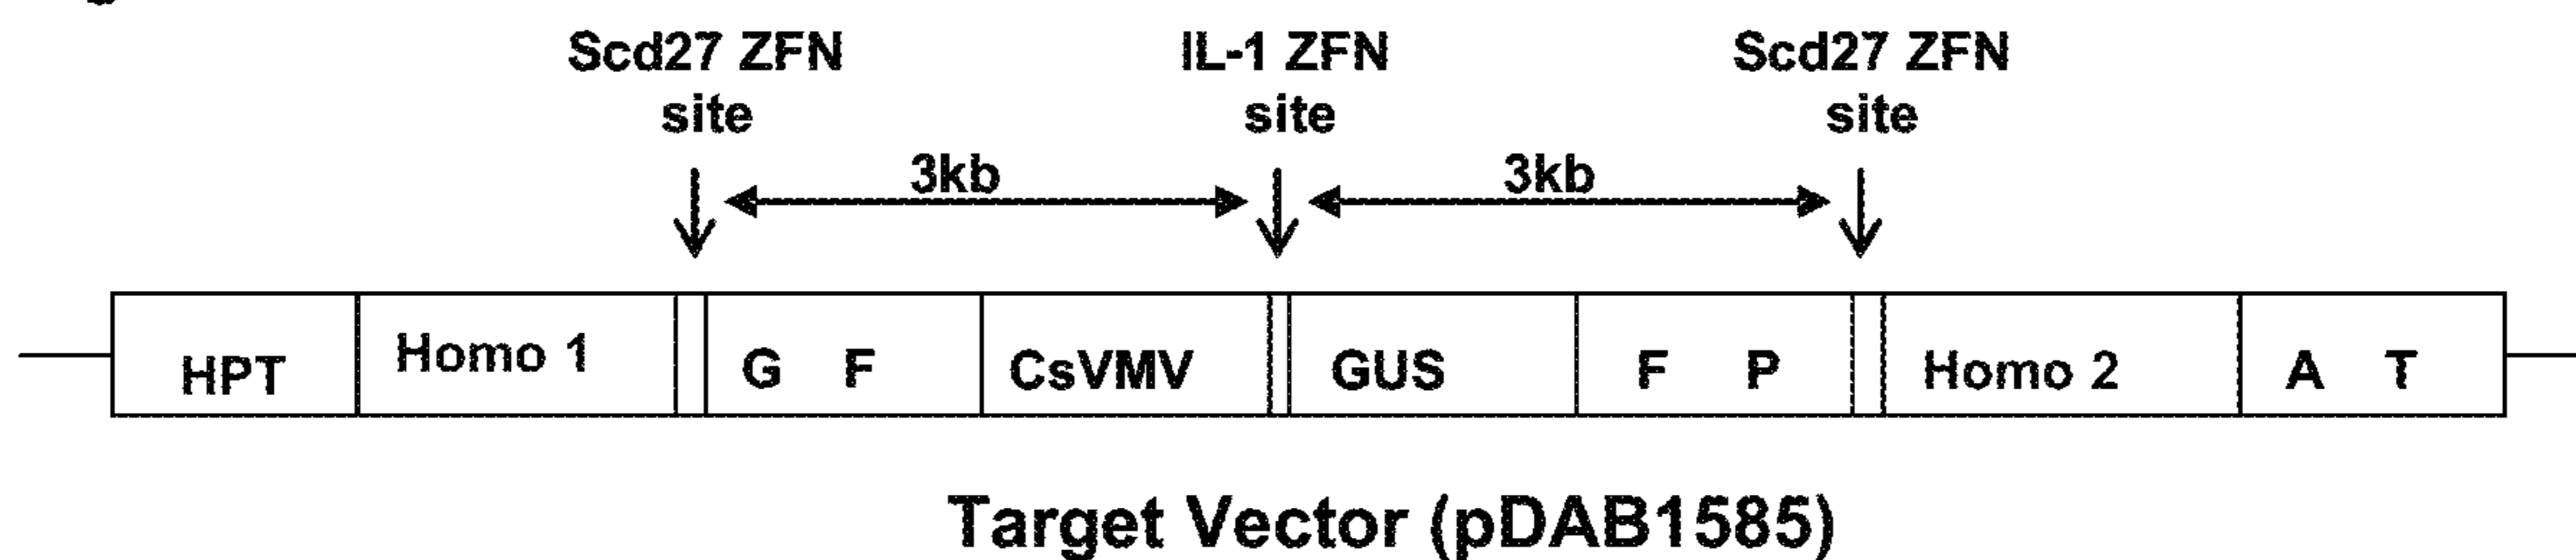 Scd27 ZFN site
IL-1 ZFN site
Scd27 ZFN site
3kb
3kb
HPT
Homo 1
G F
CsVMV
GUS
F P
Homo 2
A T
Target Vector (pDAB1585)